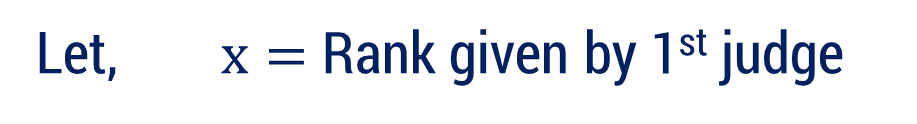 Let, x = Rank given by 1st judge